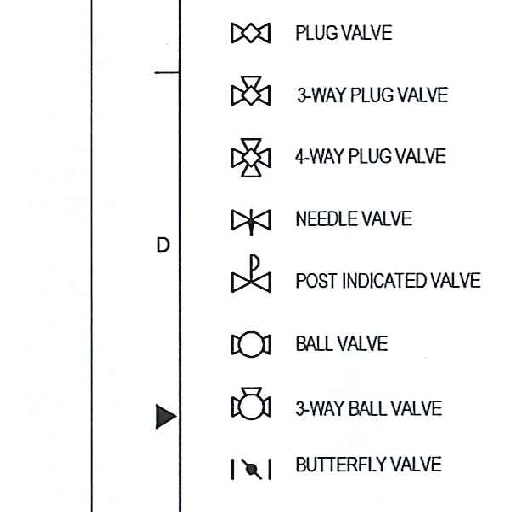 PLUG VALVE
3-WAY PLUG VALVE
4-WAY PLUG VALVE
NEEDLE VALVE
D
POST INDICATED VALVE
BALL VALVE
3-WAY BALL VALVE
BUTTERFLY VALVE